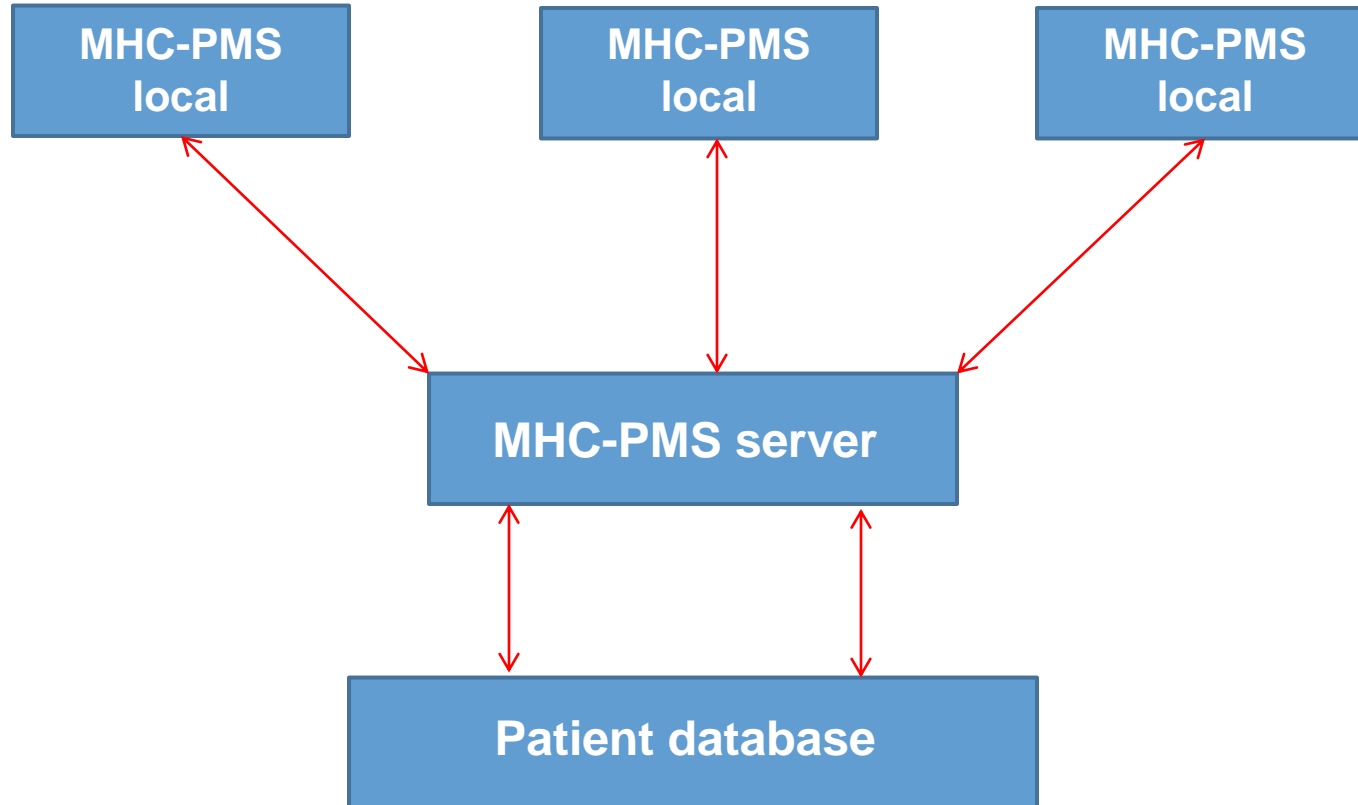 MHC-PMS
local
MHC-PMS
local
MHC-PMS
local
MHC-PMS server
Patient database